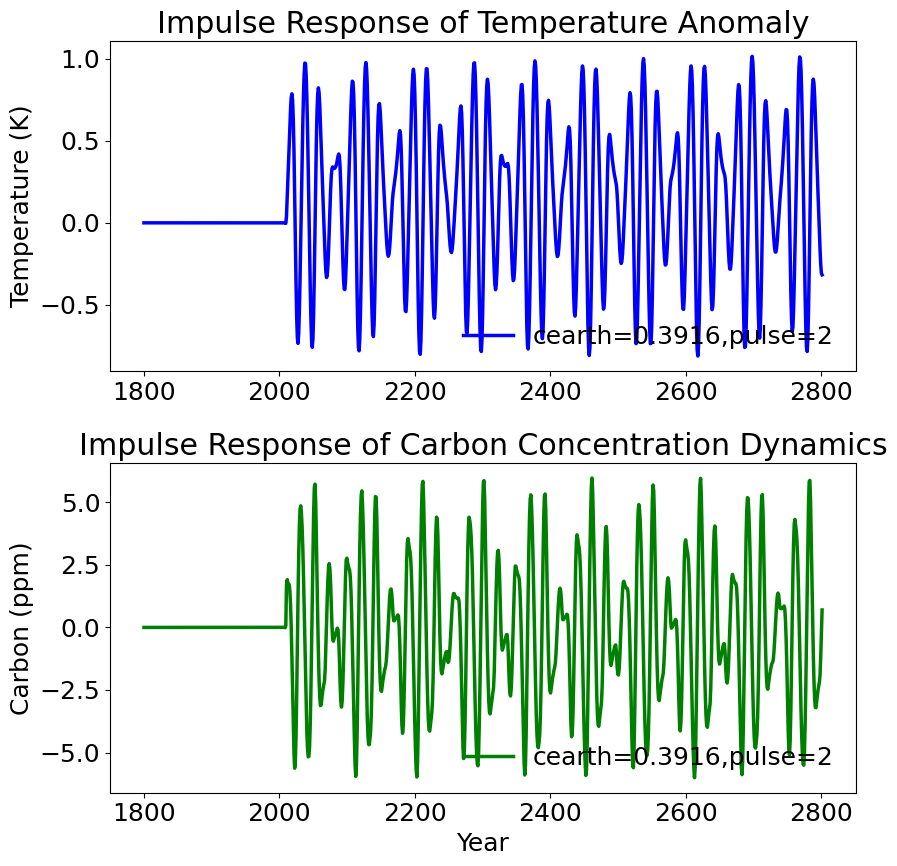 Impulse Response of Temperature Anomaly
Temperature (K)
1.0
0.5
0.0
−0.5
cearth=0.3916,pulse=2
1800 2000 2200 2400 2600 2800
Impulse Response of Carbon Concentration Dynamics
Carbon (ppm)
5.0
2.5
0.0
−2.5
−5.0
cearth=0.3916,pulse=2
1800 2000 2200 2400 2600 2800
Year